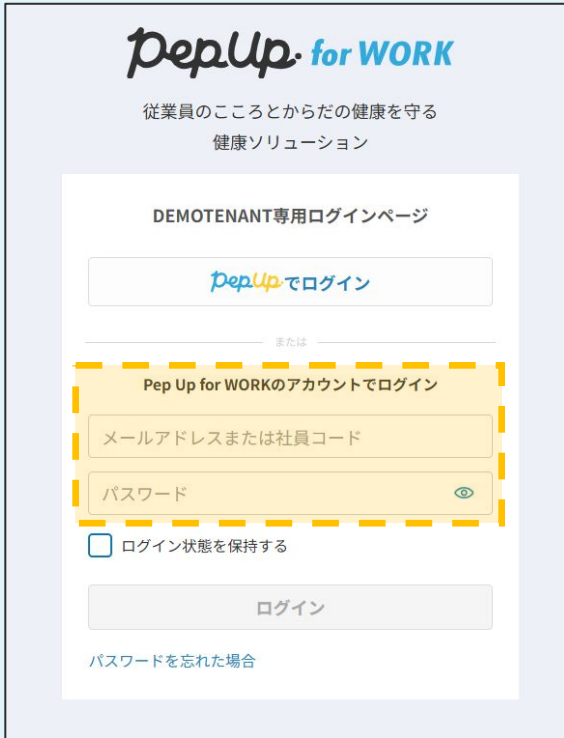 PepUp for WORK
従業員のこころとからだの健康を守る
健康ソリューション
DEMOTENANT専用ログインページ
PepUpでログイン
または
Pep Up for WORKのアカウントでログイン
メールアドレスまたは社員コード
パスワード
ログイン状態を保持する
ログイン
パスワードを忘れた場合